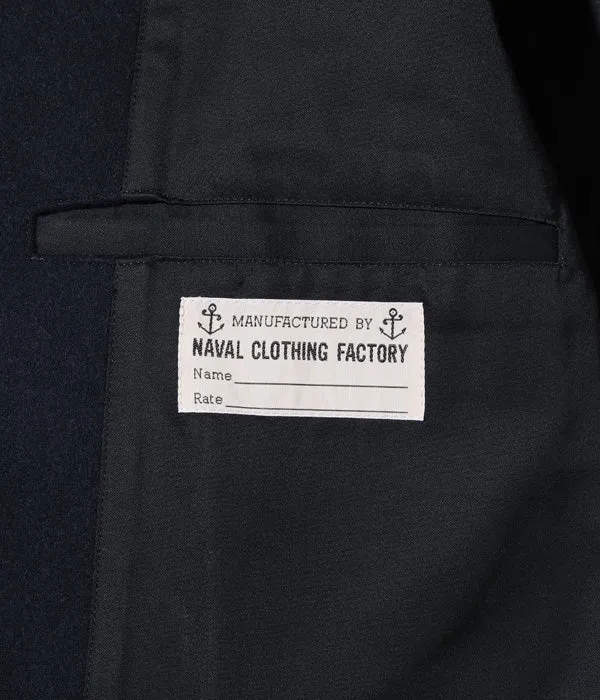 MANUFACTURED BY
NAVAL CLOTHING FACTORY
Name
Rate